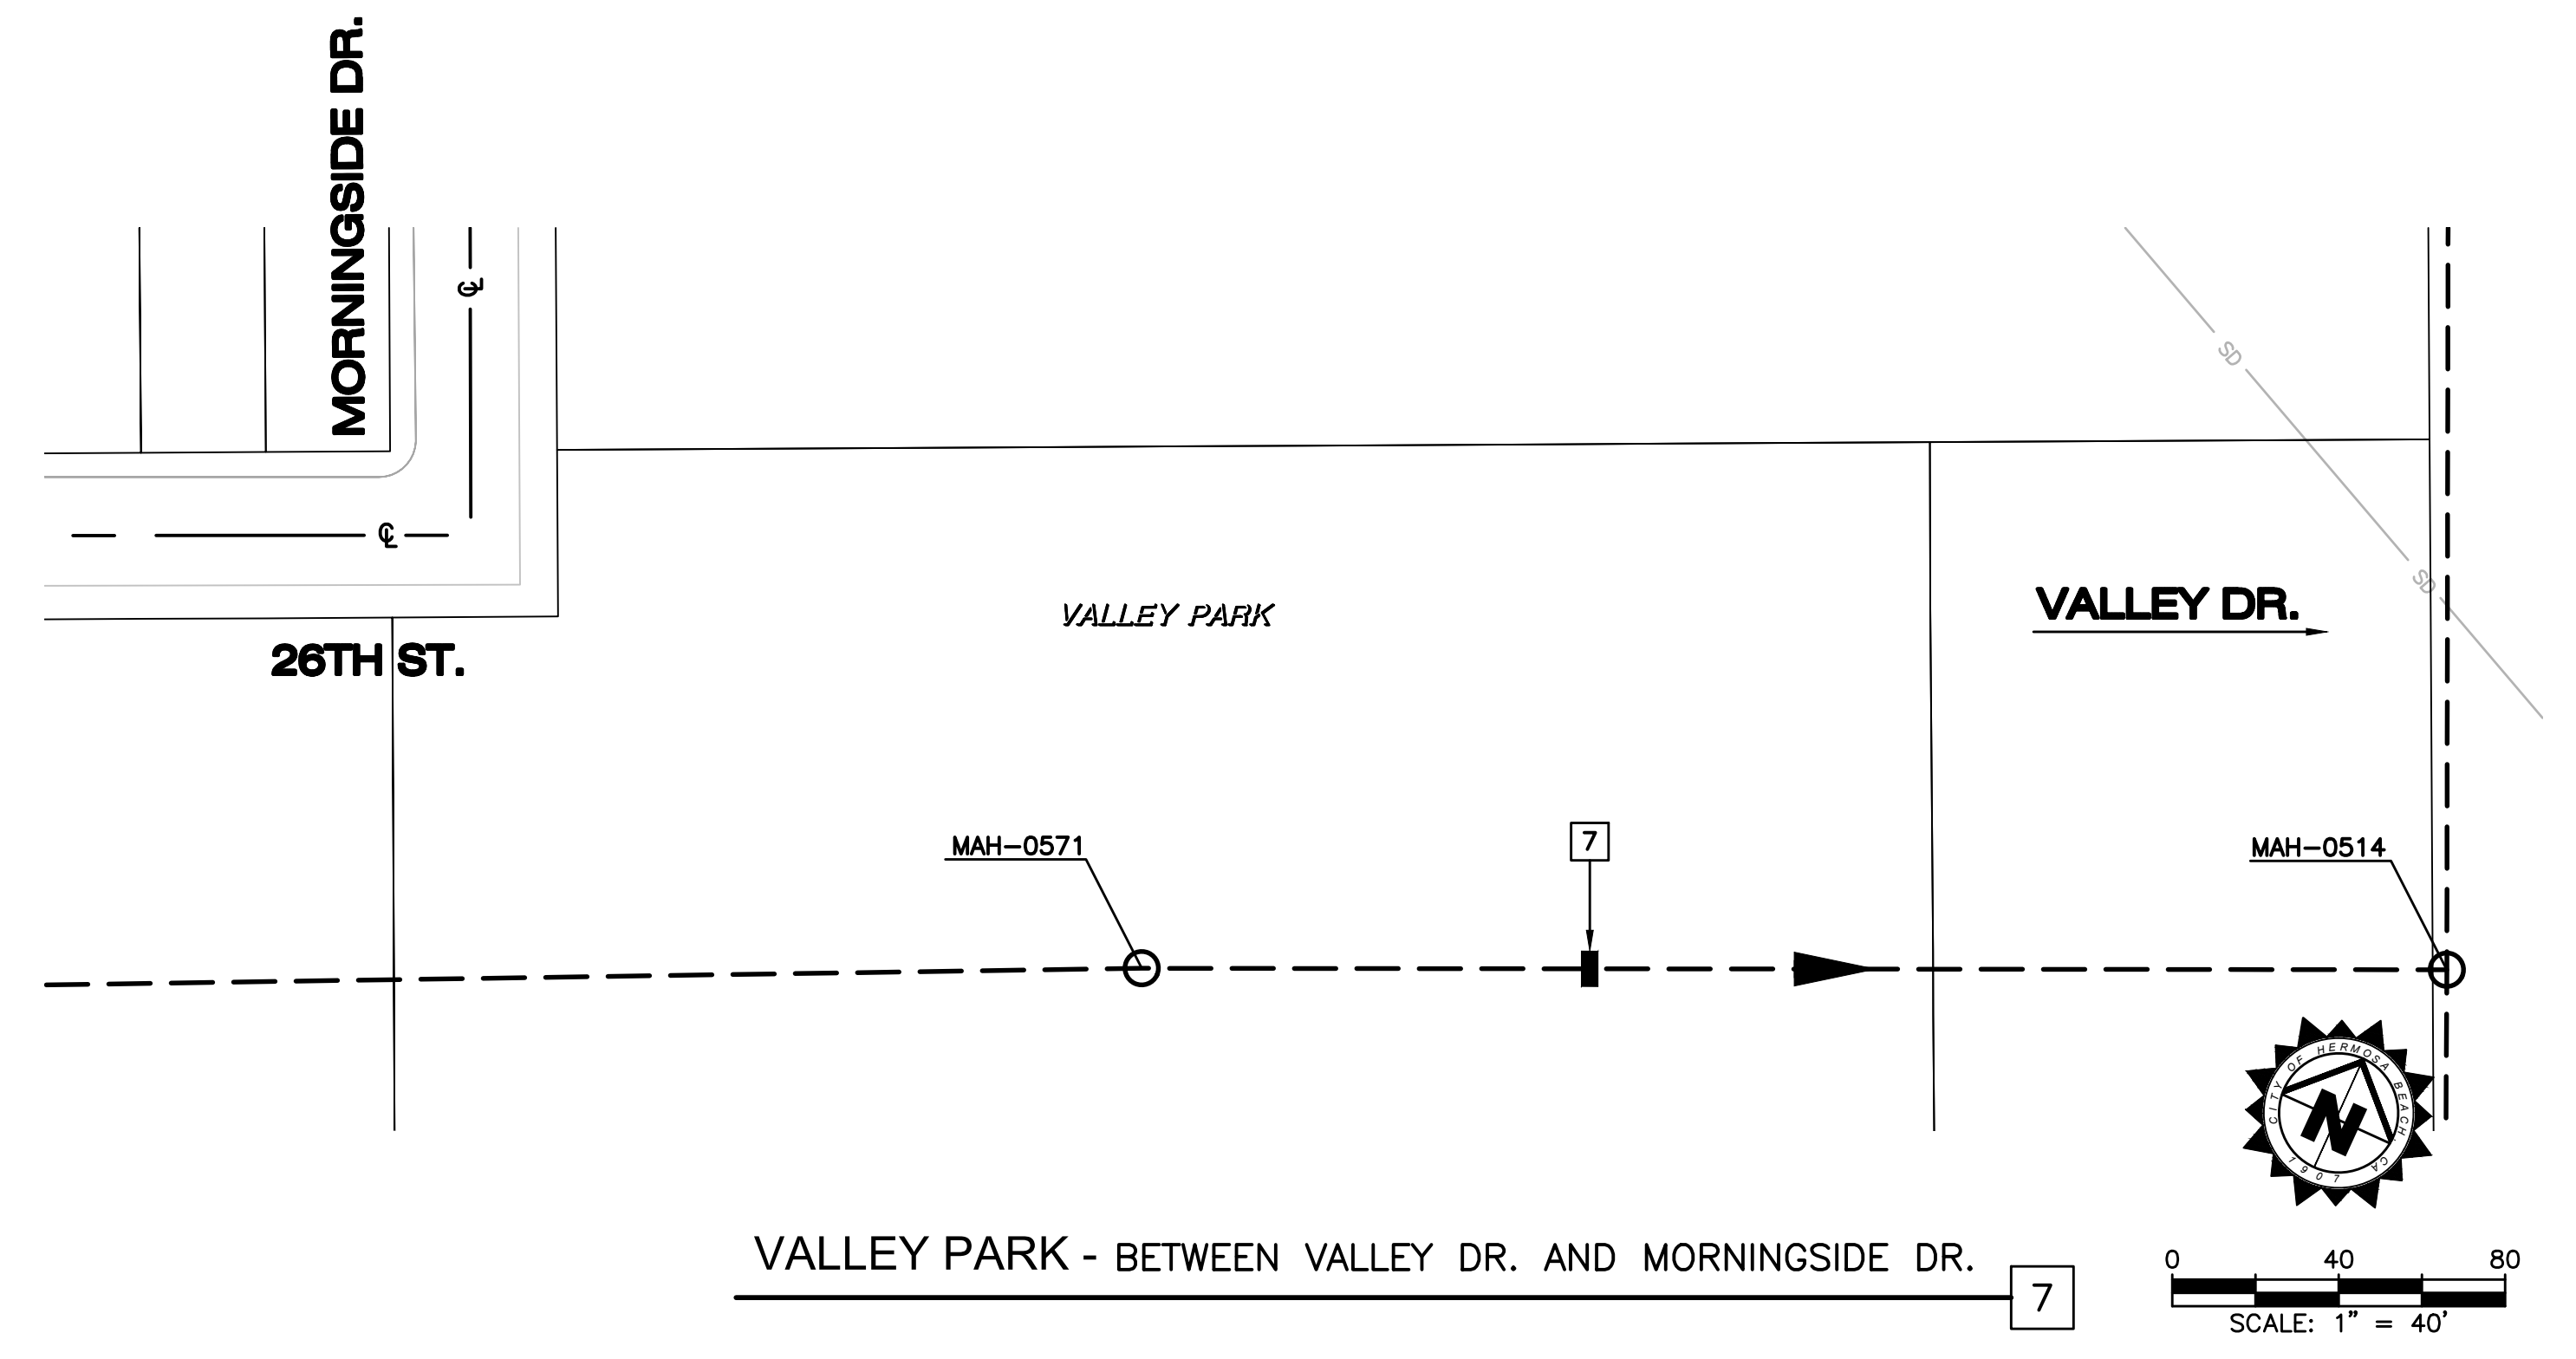 MORNINGSIDE DR.
℄
SD
℄
SD
VALLEY PARK
VALLEY DR.
26TH ST.
7
MAH-0571
MAH-0514
CITY OF HERMOSA BEACH, CA
N
1907
VALLEY PARK - BETWEEN VALLEY DR. AND MORNINGSIDE DR.
7
0 40 80
SCALE: 1" = 40'